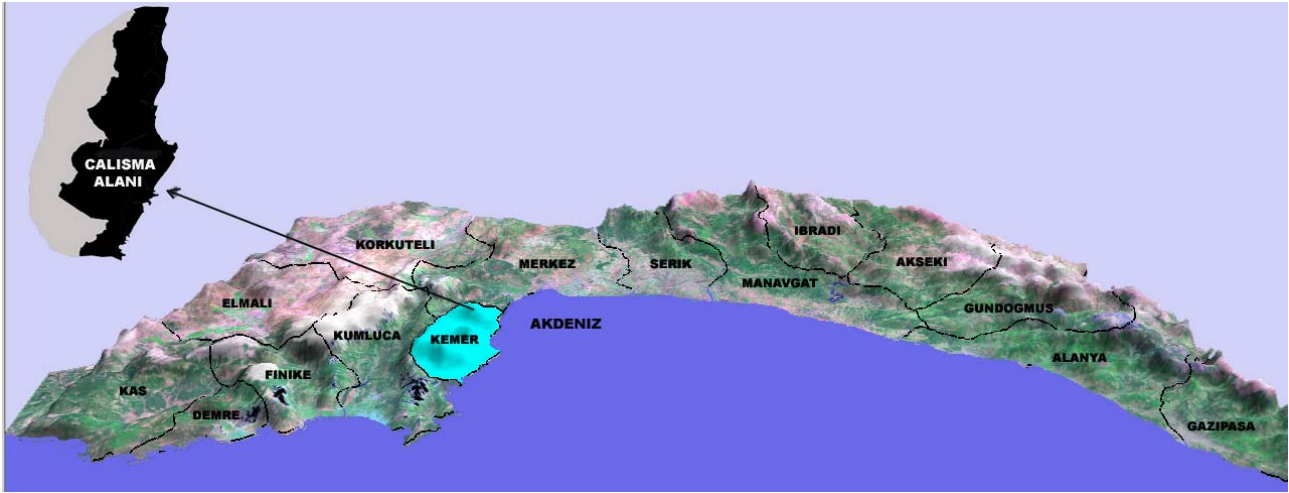 CALISMA
ALANI
IBRADI
KORKUTELI
MERKEZ
SERIK
AKSEKI
MANAVGAT
ELMALI
GUNDOGMUS
AKDENIZ
KUMLUCA
KEMER
ALANYA
FINIKE
KAS
DEMRE
GAZIPASA